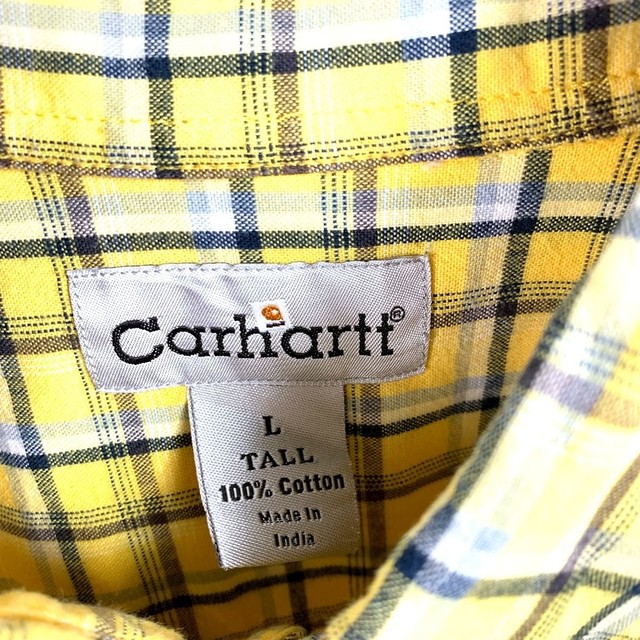 Carhartt®
L
TALL
100% Cotton
Made In
India